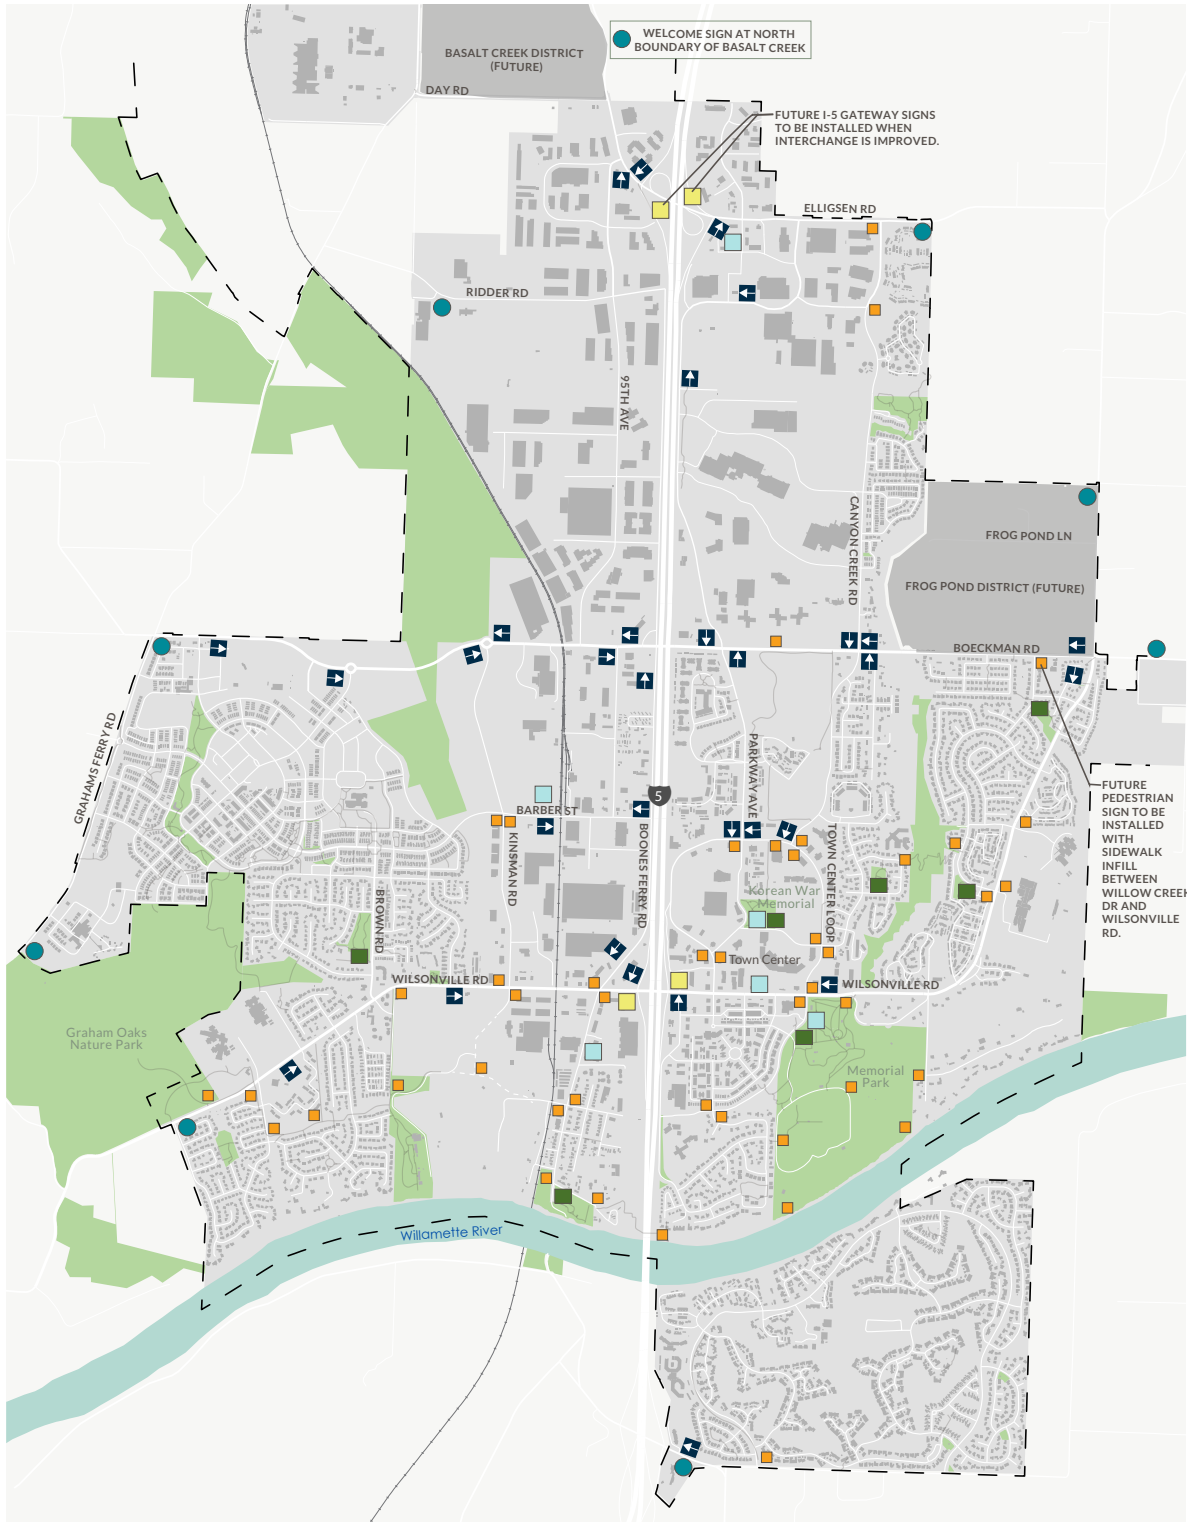 WELCOME SIGN AT NORTH
BOUNDARY OF BASALT CREEK
BASALT CREEK DISTRICT
(FUTURE)
DAY RD
FUTURE I-5 GATEWAY SIGNS
TO BE INSTALLED WHEN
INTERCHANGE IS IMPROVED.
ELLIGSEN RD
RIDDER RD
95TH AVE
CANYON CREEK RD
FROG POND LN
FROG POND DISTRICT (FUTURE)
BOECKMAN RD
GRAHAMS FERRY RD
PARKWAY AVE
5
FUTURE
PEDESTRIAN
SIGN TO BE
INSTALLED
WITH
SIDEWALK
INFILL
BETWEEN
WILLOW CREEK
DR AND
WILSONVILLE
RD.
BARBER ST
KINSMAN RD
BOONES FERRY RD
TOWN CENTER LOOP
BROWN RD
Korean War
Memorial
Town Center
WILSONVILLE RD
WILSONVILLE RD
Graham Oaks
Nature Park
Memorial
Park
Willamette River